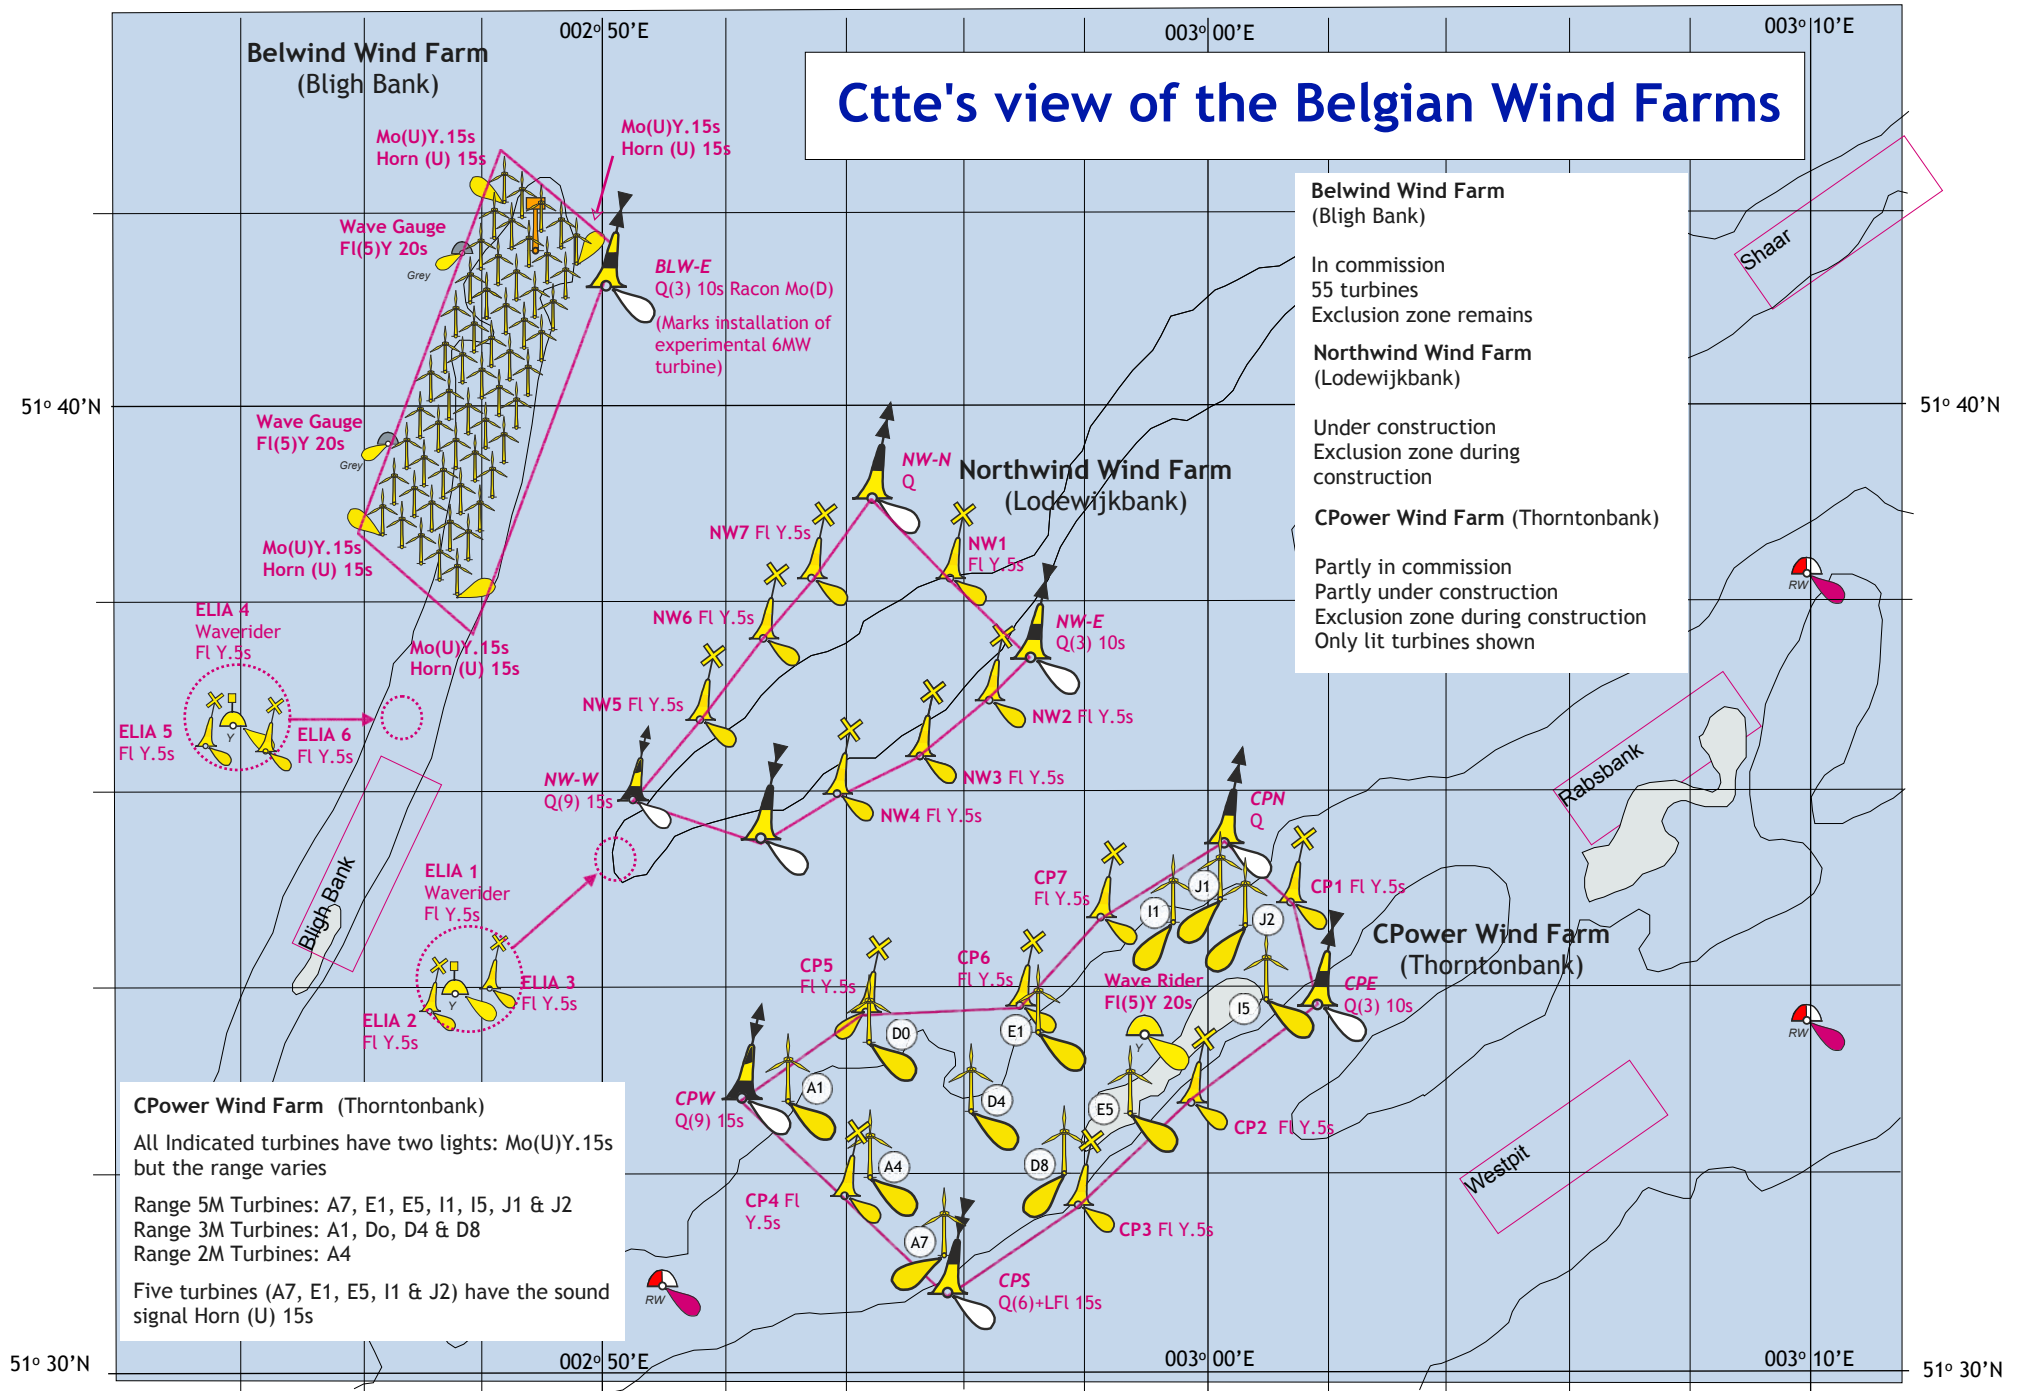 002º 50’E
003º 00’E
003º 10’E
Belwind Wind Farm
(Bligh Bank)
Ctte's view of the Belgian Wind Farms
Mo(U)Y.15s
Horn (U) 15s
Mo(U)Y.15s
Horn (U) 15s
Wave Gauge
Fl(5)Y 20s
Grey
BLW-E
Q(3) 10s Racon Mo(D)
(Marks installation of
experimental 6MW
turbine)
Belwind Wind Farm
(Bligh Bank)
In commission
55 turbines
Exclusion zone remains
Northwind Wind Farm
(Lodewijkbank)
Under construction
Exclusion zone during
construction
CPower Wind Farm (Thorntonbank)
Partly in commission
Partly under construction
Exclusion zone during construction
Only lit turbines shown
Shaar
51º 40’N
51º 40’N
Wave Gauge
Fl(5)Y 20s
Grey
NW-N
Q
Northwind Wind Farm
(Lodewijkbank)
NW7 Fl Y.5s
NW1
Fl Y.5s
Mo(U)Y.15s
Horn (U) 15s
RW
ELIA 4
Waverider
Fl Y.5s
NW6 Fl Y.5s
NW-E
Q(3) 10s
Mo(U)Y.15s
Horn (U) 15s
NW5 Fl Y.5s
NW2 Fl Y.5s
ELIA 5
Fl Y.5s
Y
ELIA 6
Fl Y.5s
NW-W
Q(9) 15s
NW3 Fl Y.5s
NW4 Fl Y.5s
Rabsbank
CPN
Q
Bligh Bank
ELIA 1
Waverider
Fl Y.5s
CP7
Fl Y.5s
J1
I1
J2
CP1 Fl Y.5s
CPower Wind Farm
(Thorntonbank)
CP5
Fl Y.5s
CP6
Fl Y.5s
Wave Rider
Fl(5)Y 20s
Y
I5
CPE
Q(3) 10s
ELIA 3
Fl Y.5s
Y
ELIA 2
Fl Y.5s
D0
E1
RW
CPW
Q(9) 15s
A1
D4
E5
CP2 Fl Y.5s
CPower Wind Farm (Thorntonbank)
All Indicated turbines have two lights: Mo(U)Y.15s
but the range varies
Range 5M Turbines: A7, E1, E5, I1, I5, J1 & J2
Range 3M Turbines: A1, Do, D4 & D8
Range 2M Turbines: A4
Five turbines (A7, E1, E5, I1 & J2) have the sound
signal Horn (U) 15s
A4
D8
Westpit
CP4 Fl
Y.5s
A7
CP3 Fl Y.5s
RW
CPS
Q(6)+LFl 15s
51º 30’N
002º 50’E
003º 00’E
003º 10’E
51º 30’N